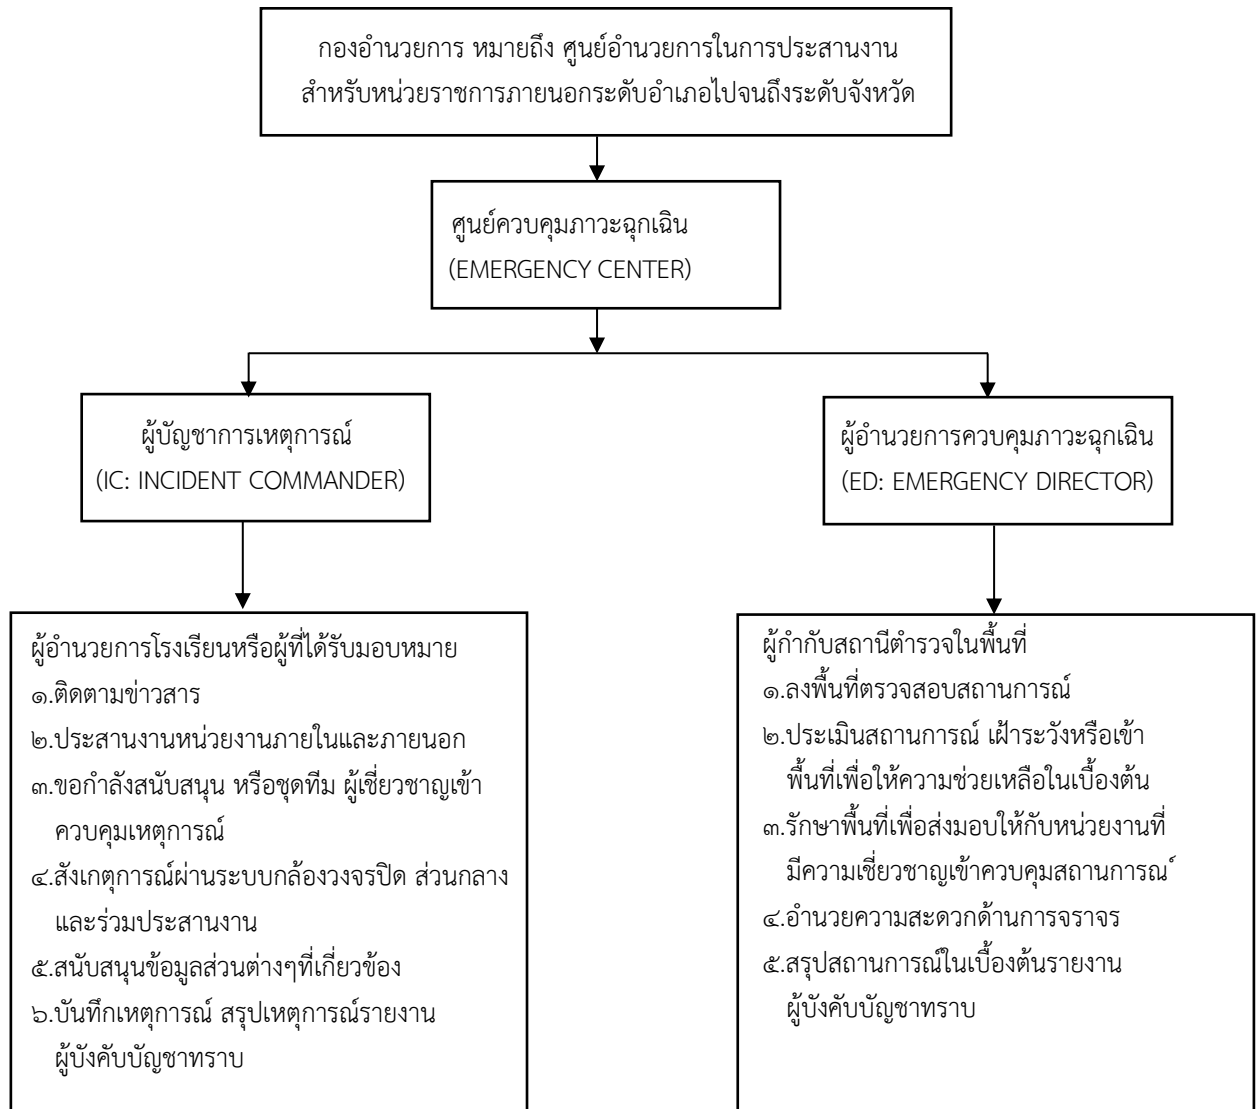 กองอำนวยการ หมายถึง ศูนย์อำนวยการในการประสานงาน
สำหรับหน่วยราชการภายนอกระดับอำเภอไปจนถึงระดับจังหวัด
ศูนย์ควบคุมภาวะฉุกเฉิน
(EMERGENCY CENTER)
ผู้บัญชาการเหตุการณ์
(IC: INCIDENT COMMANDER)
ผู้อำนวยการควบคุมภาวะฉุกเฉิน
(ED: EMERGENCY DIRECTOR)
ผู้อำนวยการโรงเรียนหรือผู้ที่ได้รับมอบหมาย
๑.ติดตามข่าวสาร
๒.ประสานงานหน่วยงานภายในและภายนอก
๓.ขอกำลังสนับสนุน หรือชุดทีม ผู้เชี่ยวชาญเข้า
ควบคุมเหตุการณ์
๔.สังเกตุการณ์ผ่านระบบกล้องวงจรปิด ส่วนกลาง
และร่วมประสานงาน
๕.สนับสนุนข้อมูลส่วนต่างๆที่เกี่ยวข้อง
๖.บันทึกเหตุการณ์ สรุปเหตุการณ์รายงาน
ผู้บังคับบัญชาทราบ
ผู้กำกับสถานีตำรวจในพื้นที่
๑.ลงพื้นที่ตรวจสอบสถานการณ์
๒.ประเมินสถานการณ์ เฝ้าระวังหรือเข้า
พื้นที่เพื่อให้ความช่วยเหลือในเบื้องต้น
๓.รักษาพื้นที่เพื่อส่งมอบให้กับหน่วยงานที่
มีความเชี่ยวชาญเข้าควบคุมสถานการณ์
๔.อำนวยความสะดวกด้านการจราจร
๕.สรุปสถานการณ์ในเบื้องต้นรายงาน
ผู้บังคับบัญชาทราบ